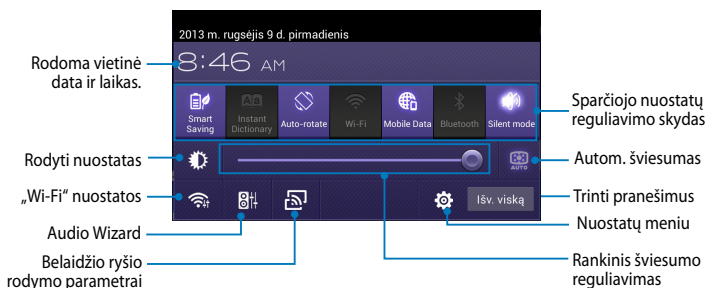 2013 m. rugsėjis 9 d. pirmadienis
8:46 AM
Rodoma vietinė
data ir laikas.
Smart
Saving
Instant
Dictionary
Auto-rotate
Wi-Fi
Mobile Data
Bluetooth
Silent mode
Sparčiojo nuostatų
reguliavimo skydas
Rodyti nuostatas
AUTO
Autom. šviesumas
„Wi-Fi“ nuostatos
Išv. viską
Trinti pranešimus
Audio Wizard
Nuostatų meniu
Belaidžio ryšio
rodymo parametrai
Rankinis šviesumo
reguliavimas